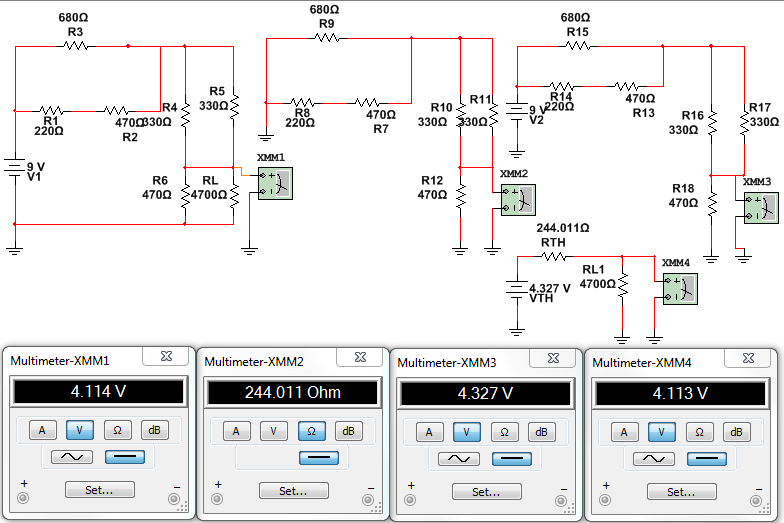 680Ω
R3
R1
220Ω
470Ω
R2
R4
330Ω
R5
330Ω
R6
470Ω
RL
4700Ω
9 V
V1
XMM1
680Ω
R9
R8
220Ω
470Ω
R7
R10
330Ω
R11
330Ω
R12
470Ω
XMM2
680Ω
R15
R14
220Ω
470Ω
R13
9 V
V2
R16
330Ω
R17
330Ω
R18
470Ω
XMM3
244.011Ω
RTH
4.327 V
VTH
RL1
4700Ω
XMM4
Multimeter-XMM1
4.114 V
A V Ω dB
Set...
+ −
Multimeter-XMM2
244.011 Ohm
A V Ω dB
Set...
+ −
Multimeter-XMM3
4.327 V
A V Ω dB
Set...
+ −
Multimeter-XMM4
4.113 V
A V Ω dB
Set...
+ −